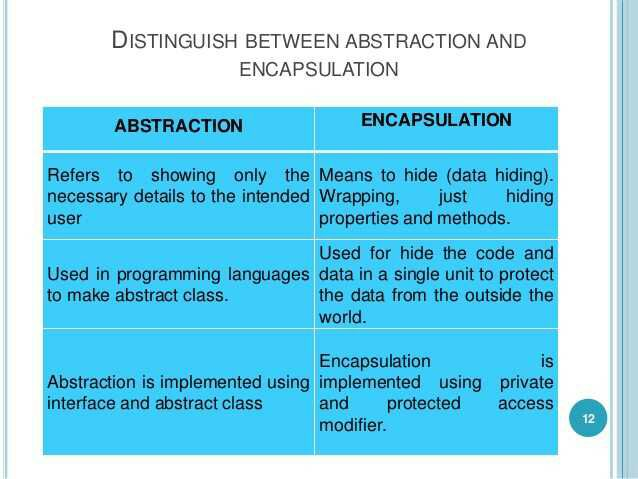 DISTINGUISH BETWEEN ABSTRACTION AND
ENCAPSULATION
ABSTRACTION
ENCAPSULATION
Refers to showing only the
necessary details to the intended
user
Means to hide (data hiding).
Wrapping, just hiding
properties and methods.
Used in programming languages
to make abstract class.
Used for hide the code and
data in a single unit to protect
the data from the outside the
world.
Abstraction is implemented using
interface and abstract class
Encapsulation is
implemented using private
and protected access
modifier.
12